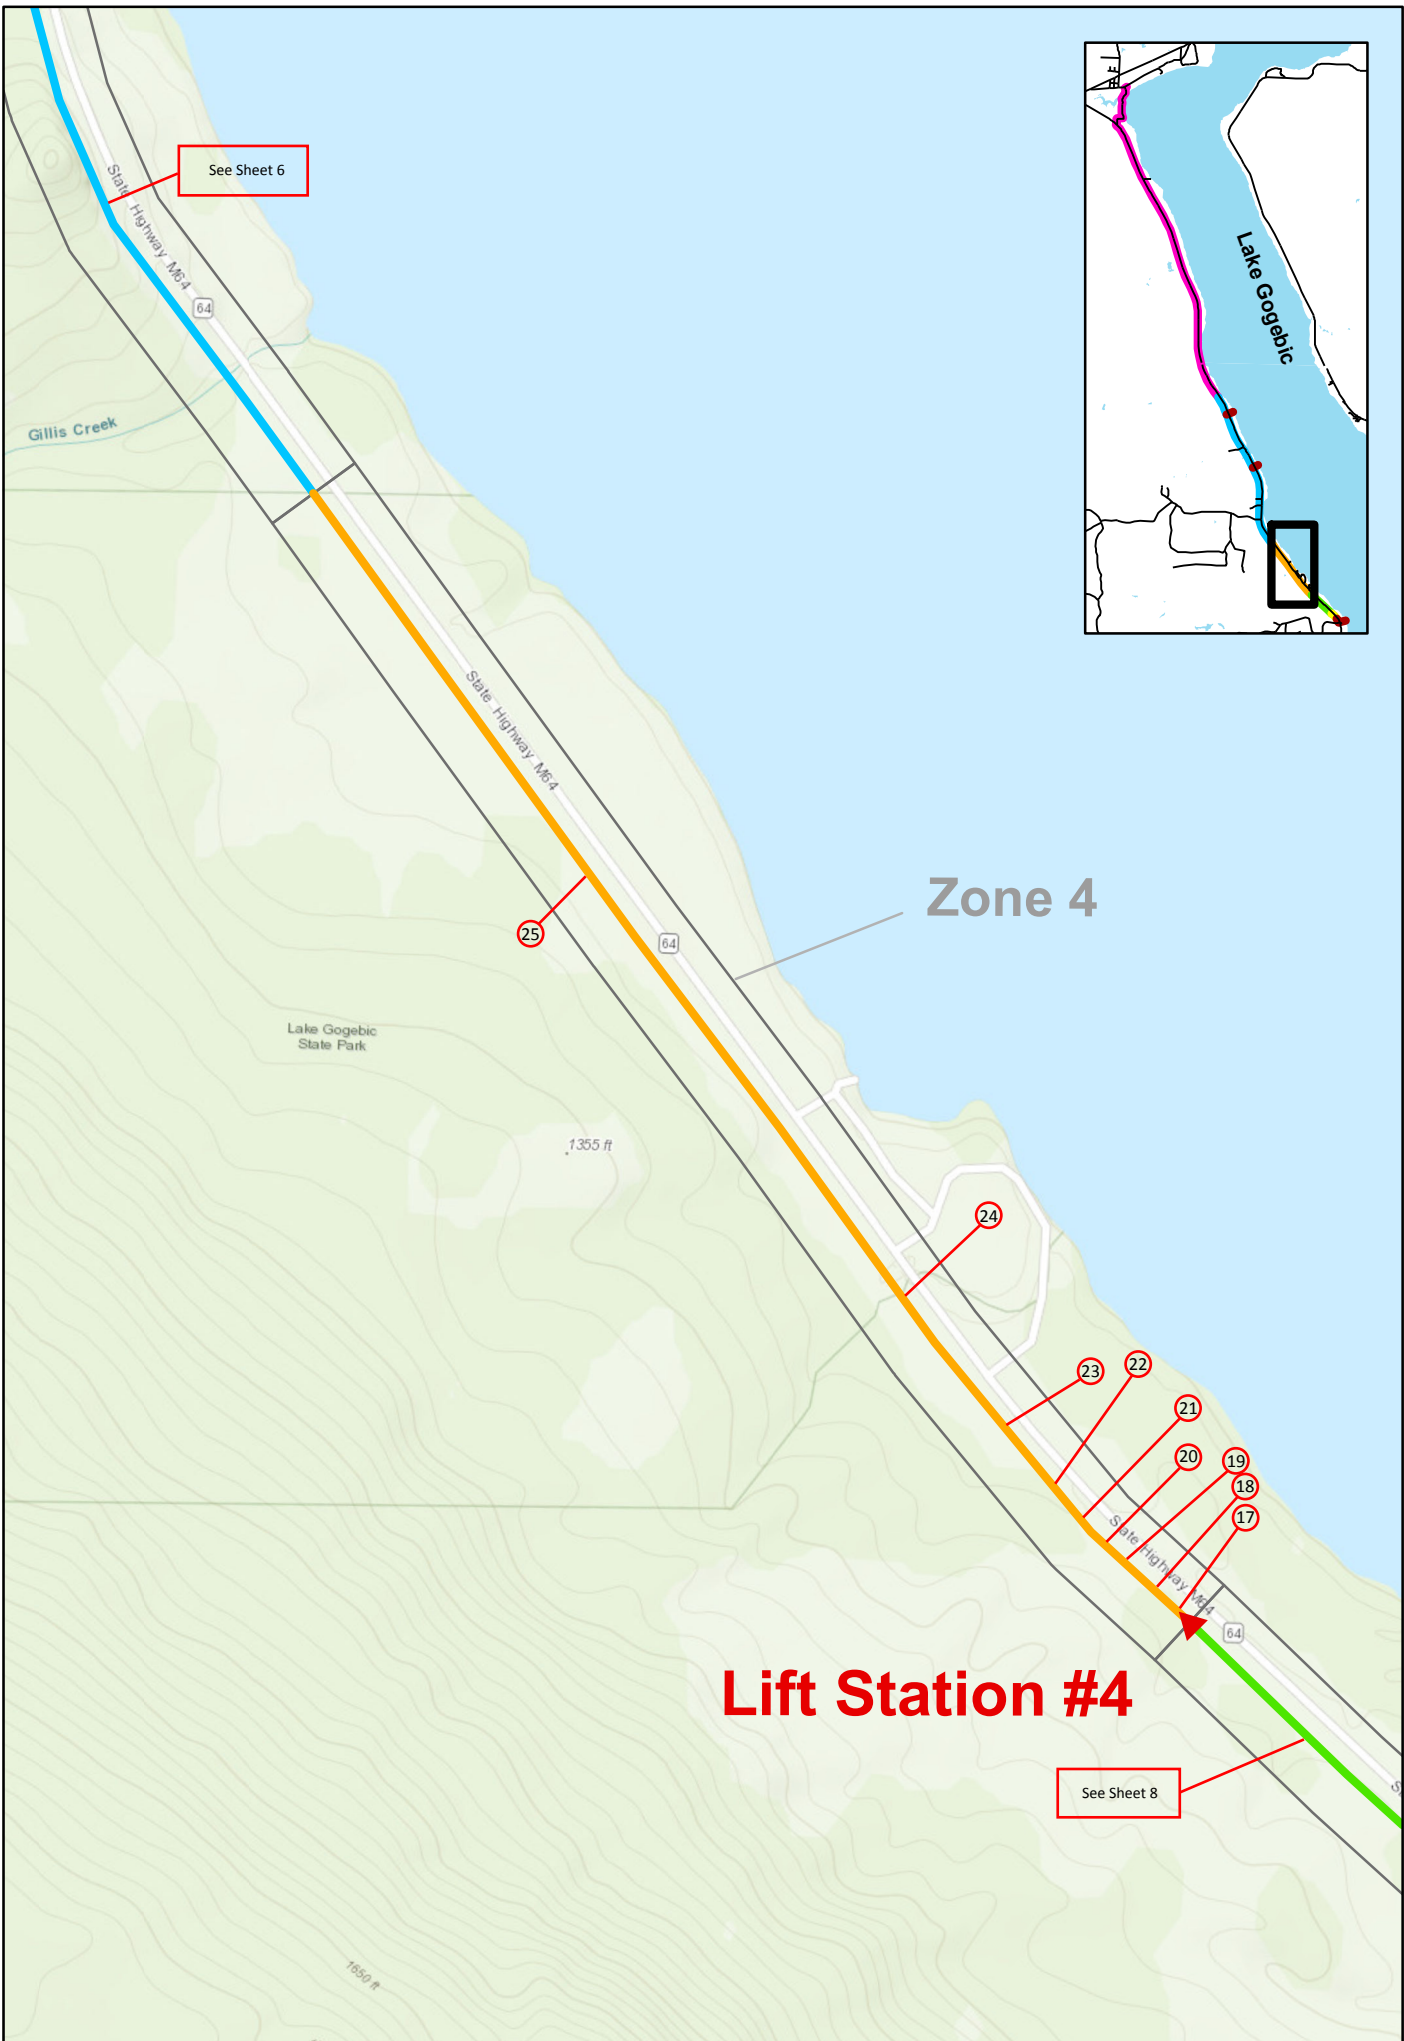 See Sheet 6
State Highway M64
64
Lake Gogebic
Gillis Creek
State Highway M64
Zone 4
25
64
Lake Gogebic
State Park
1355 ft
24
23
22
21
20
19
18
17
State Highway M64
64
Lift Station #4
See Sheet 8
1650 ft